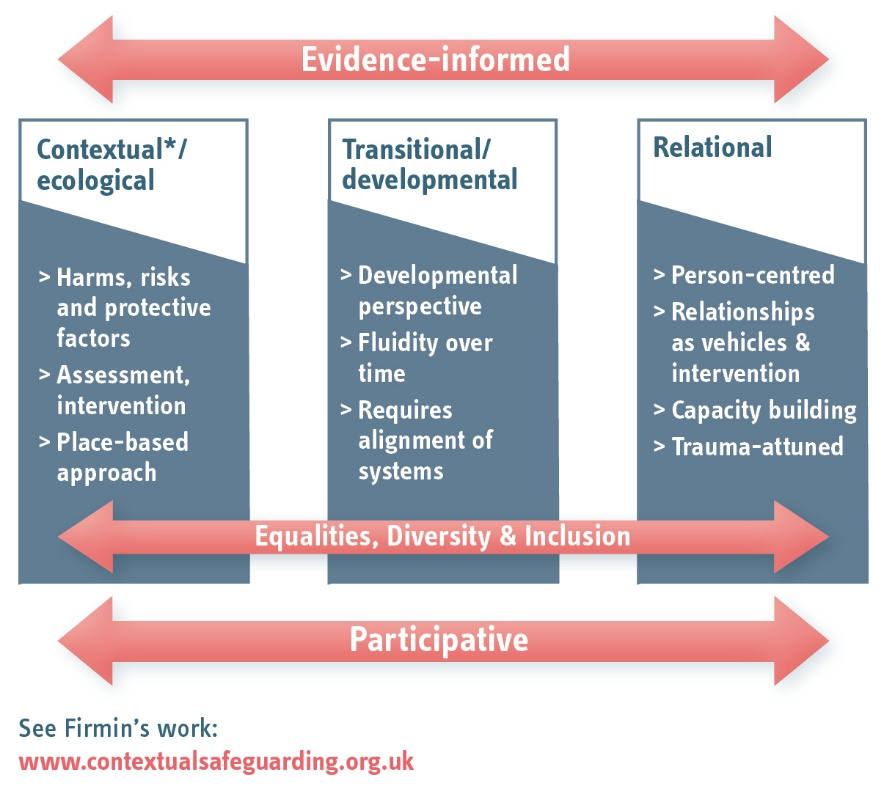 Evidence-informed
Contextual*/
ecological
> Harms, risks
and protective
factors
> Assessment,
intervention
> Place-based
approach
Transitional/
developmental
> Developmental
perspective
> Fluidity over
time
> Requires
alignment of
systems
Relational
> Person-centred
> Relationships
as vehicles &
intervention
> Capacity building
> Trauma-attuned
Equalities, Diversity & Inclusion
Participative
See Firmin's work:
www.contextualsafeguarding.org.uk